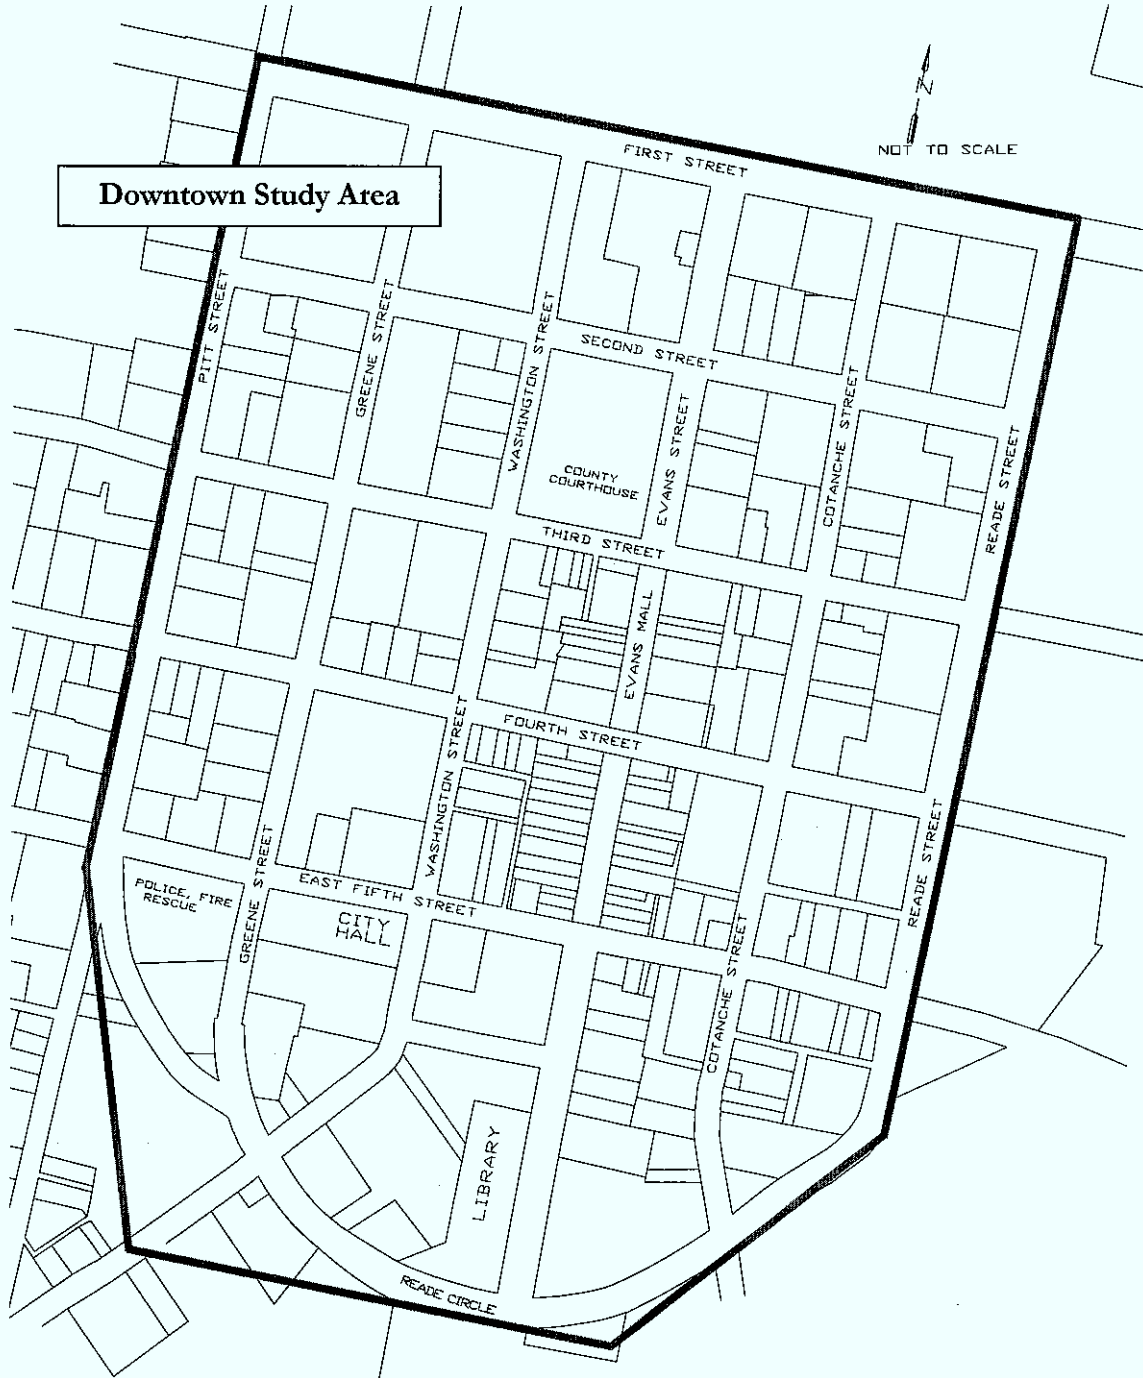 N
NOT TO SCALE
FIRST STREET
Downtown Study Area
PITT STREET
GREENE STREET
WASHINGTON STREET
SECOND STREET
EVANS STREET
COTANCHE STREET
READE STREET
COUNTY
COURTHOUSE
THIRD STREET
EVANS MALL
FOURTH STREET
WASHINGTON STREET
READE STREET
GREENE STREET
POLICE, FIRE
RESCUE
EAST FIFTH STREET
CITY
HALL
COTANCHE STREET
LIBRARY
READE CIRCLE